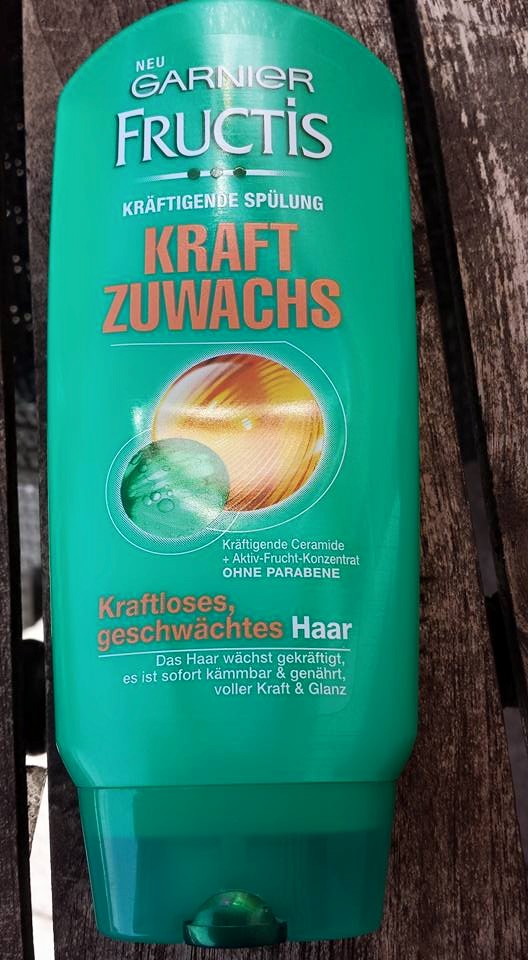 NEU
GARNIER
FRUCTIS
KRÄFTIGENDE SPÜLUNG
KRAFT
ZUWACHS
Kräftigende Ceramide
+ Aktiv-Frucht-Konzentrat
OHNE PARABENE
Kraftloses,
geschwächtes Haar
Das Haar wächst gekräftigt,
es ist sofort kämmbar & genährt,
voller Kraft & Glanz